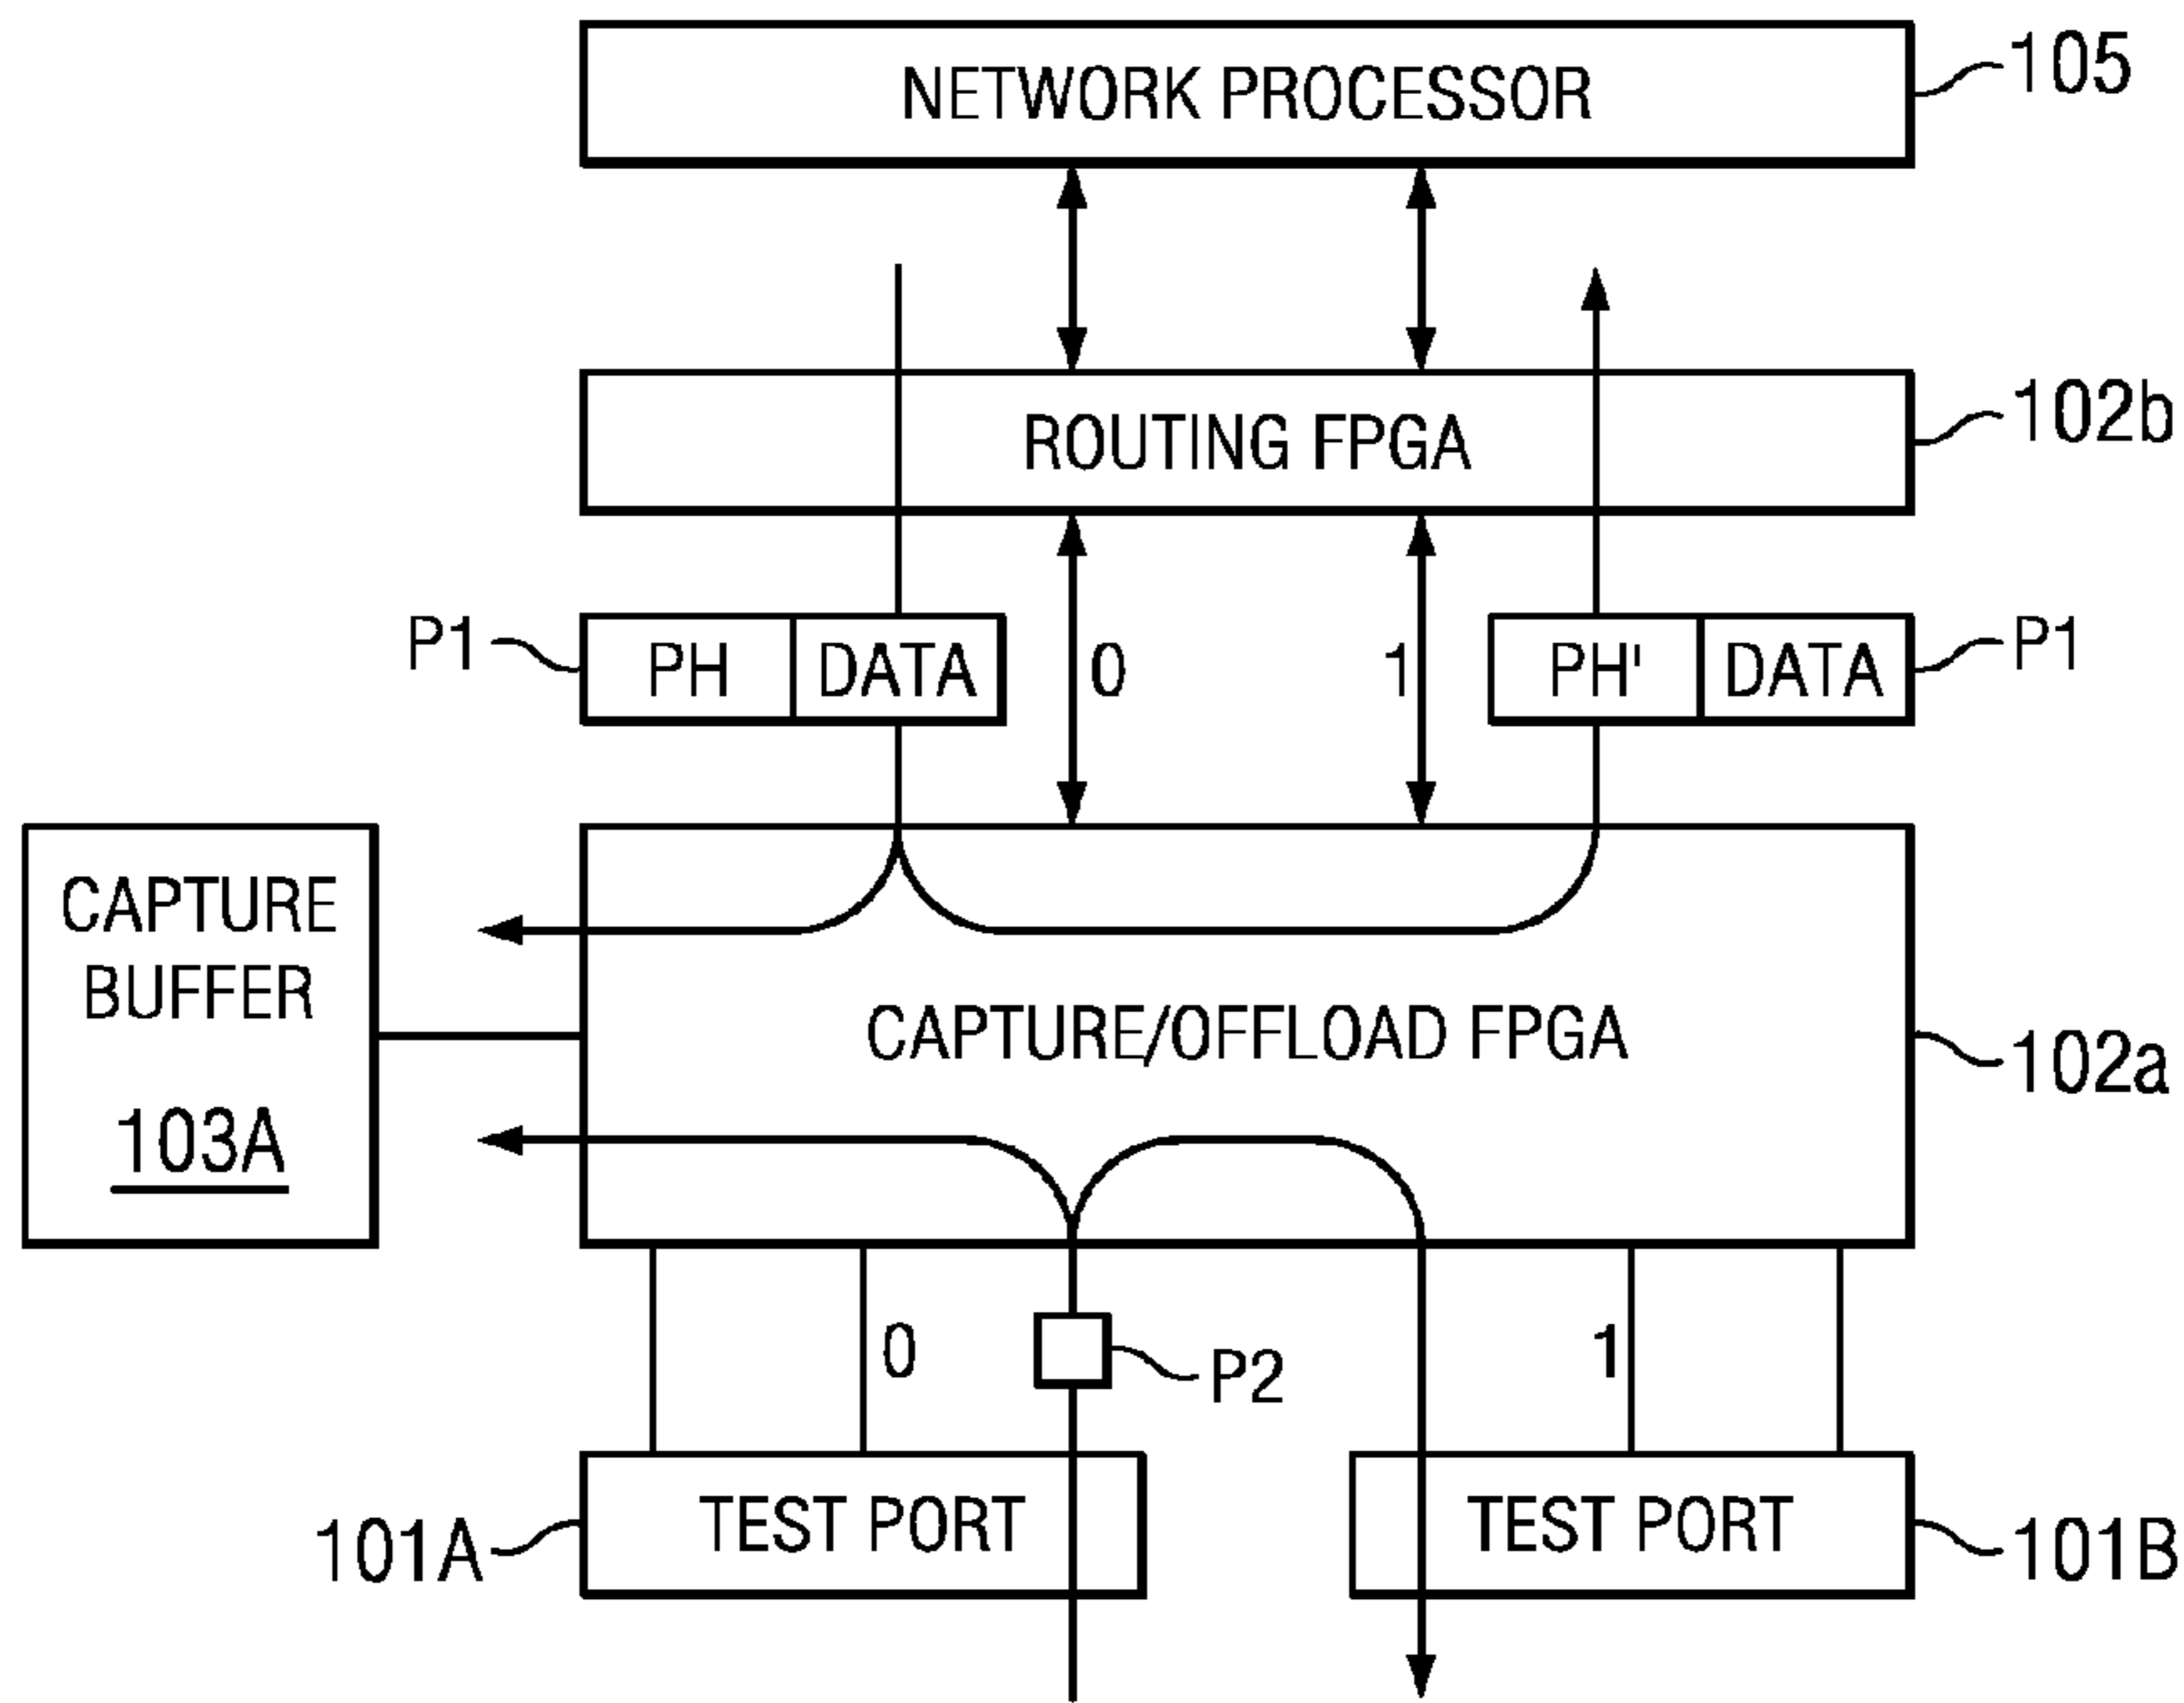 NETWORK PROCESSOR
105
ROUTING FPGA
102b
P1
PH
DATA
0
1
PH'
DATA
P1
CAPTURE
BUFFER
103A
CAPTURE/OFFLOAD FPGA
102a
0
P2
1
101A
TEST PORT
TEST PORT
101B